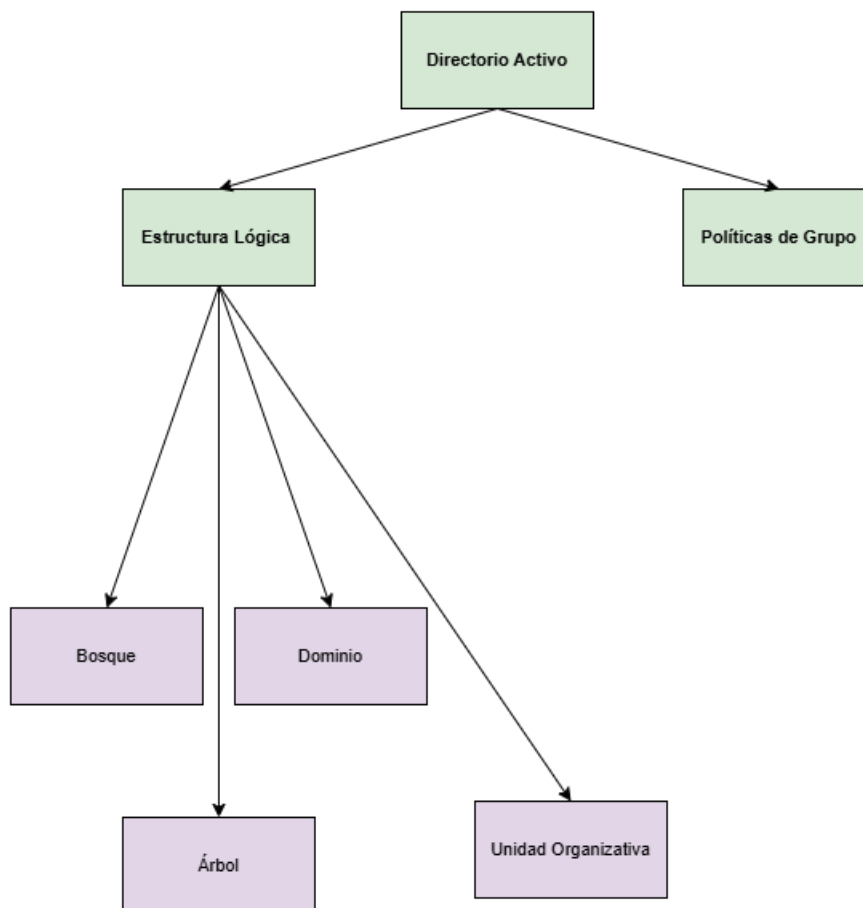 Directorio Activo
Estructura Lógica
Políticas de Grupo
Bosque
Dominio
Árbol
Unidad Organizativa